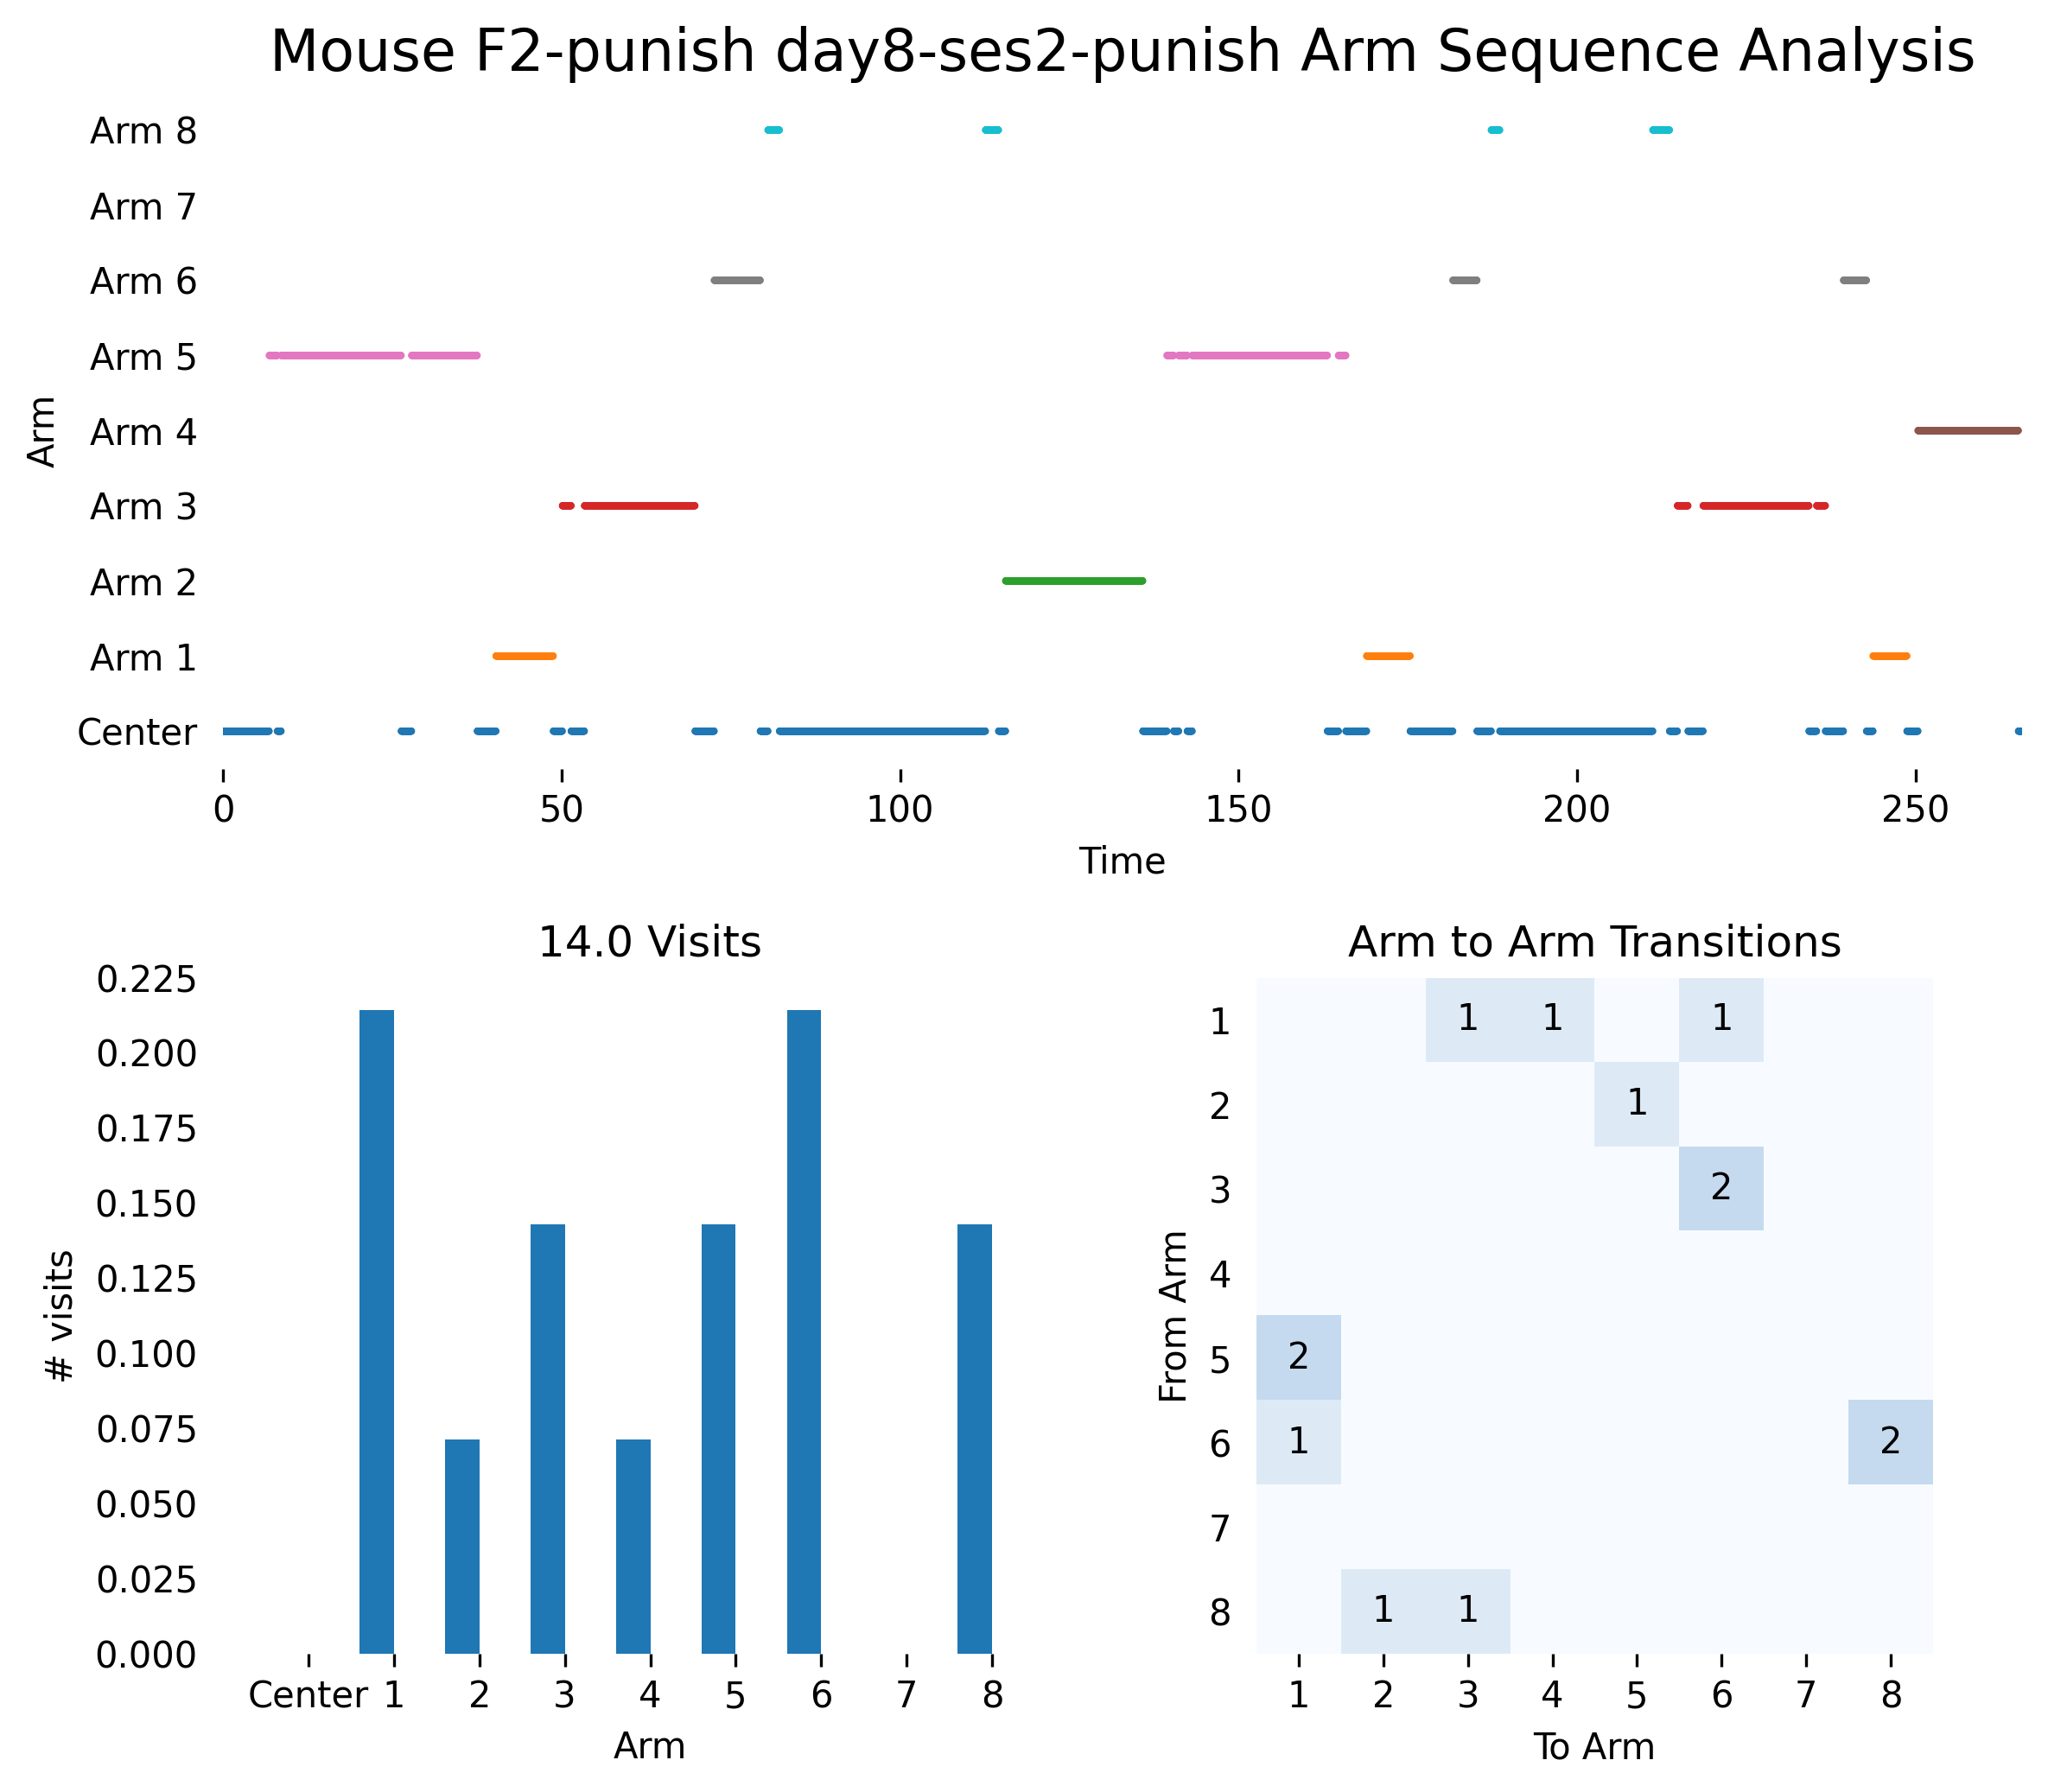 Mouse F2-punish day8-ses2-punish Arm Sequence Analysis
Arm 8
Arm 7
Arm 6
Arm 5
Arm 4
Arm 3
Arm 2
Arm 1
Center
Arm
0 50 100 150 200 250
Time
14.0 Visits
0.225
0.200
0.175
0.150
0.125
0.100
0.075
0.050
0.025
0.000
# visits
Center 1 2 3 4 5 6 7 8
Arm
Arm to Arm Transitions
1 1 1 1
2 1
3 2
4
5 2
6 1 2
7
8 1 1
From Arm
1 2 3 4 5 6 7 8
To Arm